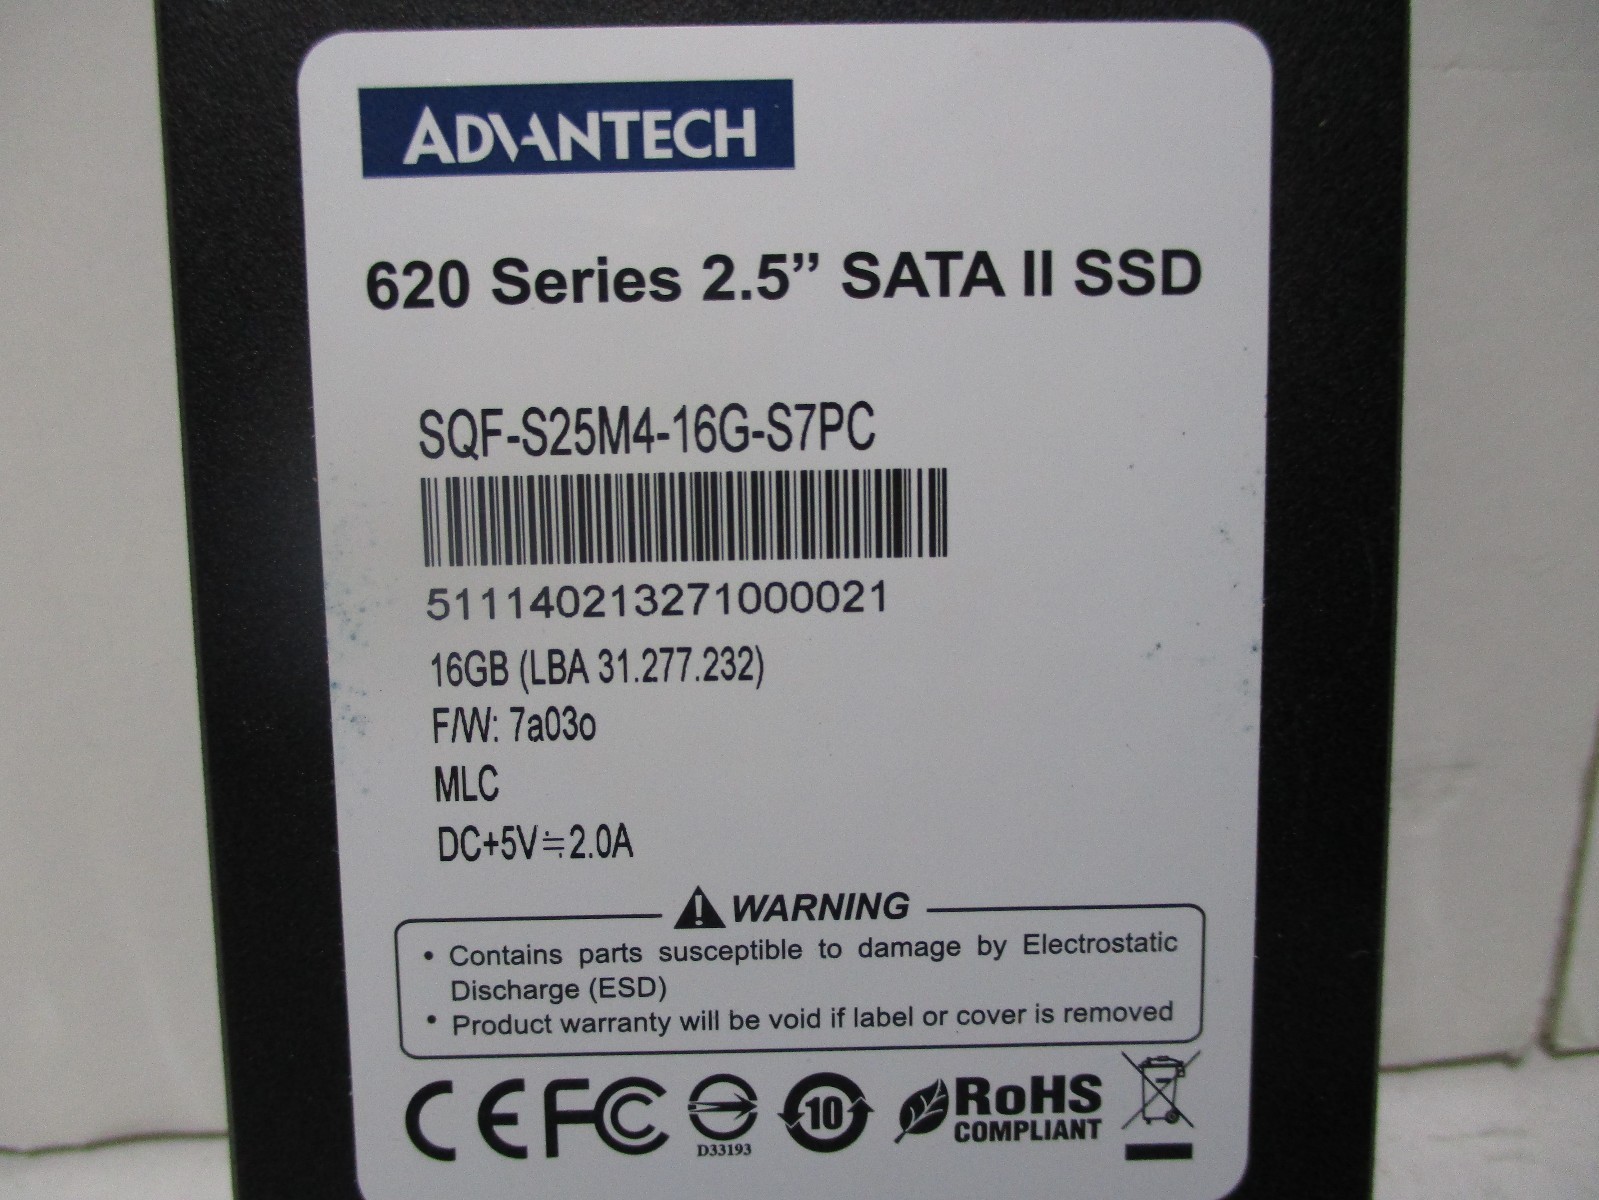 ADVANTECH
620 Series 2.5” SATA II SSD
SQF-S25M4-16G-S7PC
511140213271000021
16GB (LBA 31.277.232)
F/W: 7a03o
MLC
DC+5V≒2.0A
WARNING
• Contains parts susceptible to damage by Electrostatic
Discharge (ESD)
• Product warranty will be void if label or cover is removed
CE FC D33193 10 RoHS
COMPLIANT